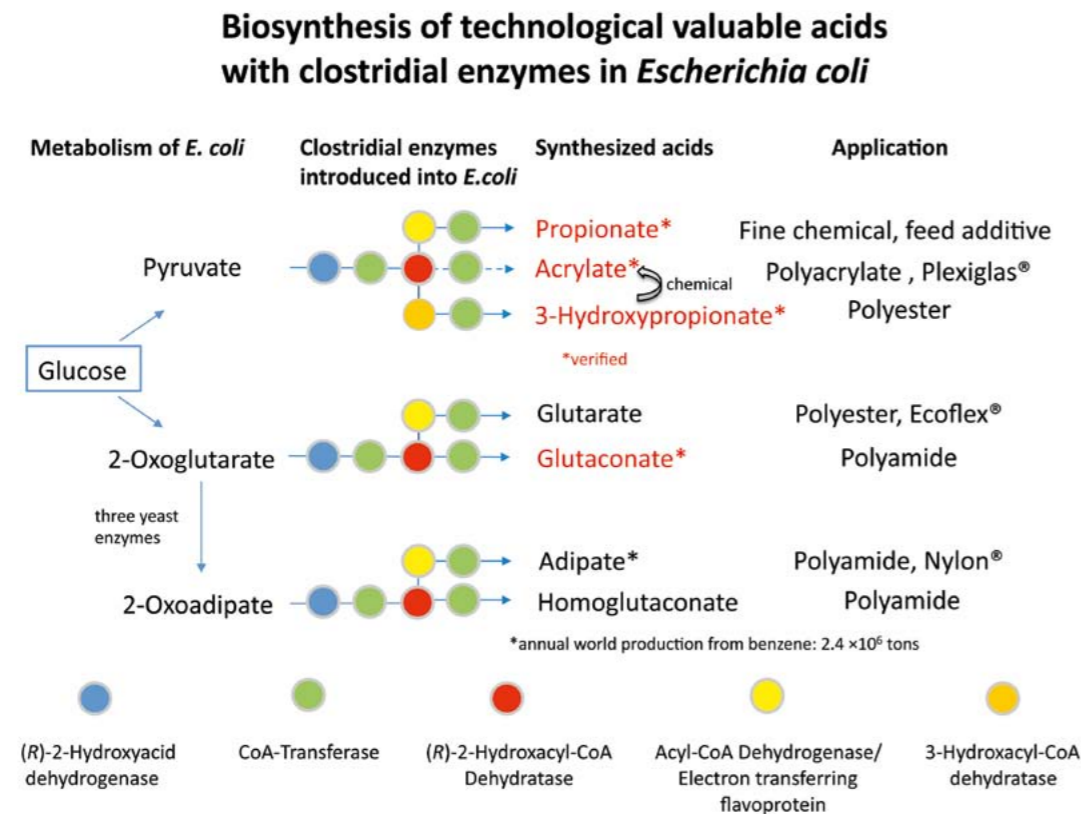 Biosynthesis of technological valuable acids
with clostridial enzymes in Escherichia coli
Metabolism of E. coli
Clostridial enzymes
introduced into E.coli
Synthesized acids
Application
Propionate*
Fine chemical, feed additive
Pyruvate
Acrylate*
chemical
Polyacrylate , Plexiglas®
3-Hydroxypropionate*
Polyester
*verified
Glucose
Glutarate
Polyester, Ecoflex®
2-Oxoglutarate
Glutaconate*
Polyamide
three yeast
enzymes
Adipate*
Polyamide, Nylon®
2-Oxoadipate
Homoglutaconate
Polyamide
*annual world production from benzene: 2.4 ×10⁶ tons
(R)-2-Hydroxyacid
dehydrogenase
CoA-Transferase
(R)-2-Hydroxacyl-CoA
Dehydratase
Acyl-CoA Dehydrogenase/
Electron transferring
flavoprotein
3-Hydroxacyl-CoA
dehydratase